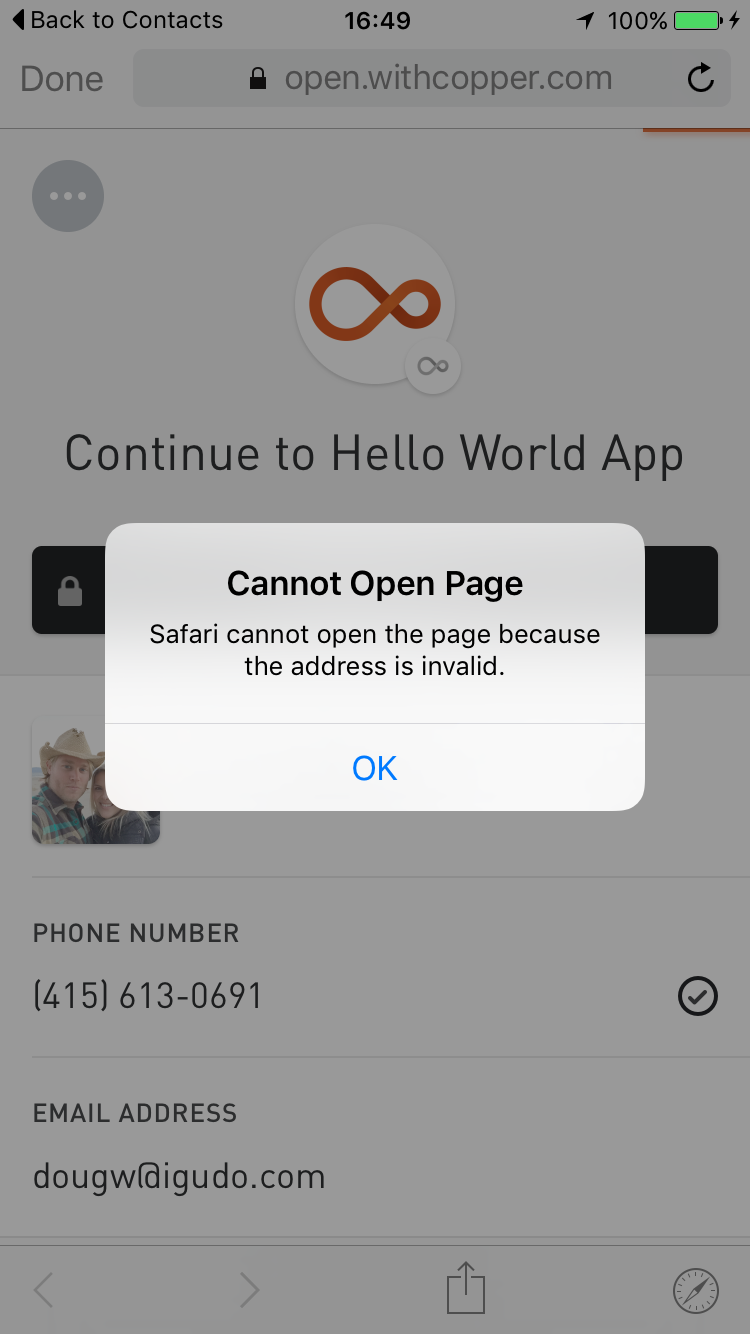 Back to Contacts 16:49 100%
Done open.withcopper.com
Continue to Hello World App
Cannot Open Page
Safari cannot open the page because
the address is invalid.
OK
PHONE NUMBER
(415) 613-0691
EMAIL ADDRESS
dougw@igudo.com